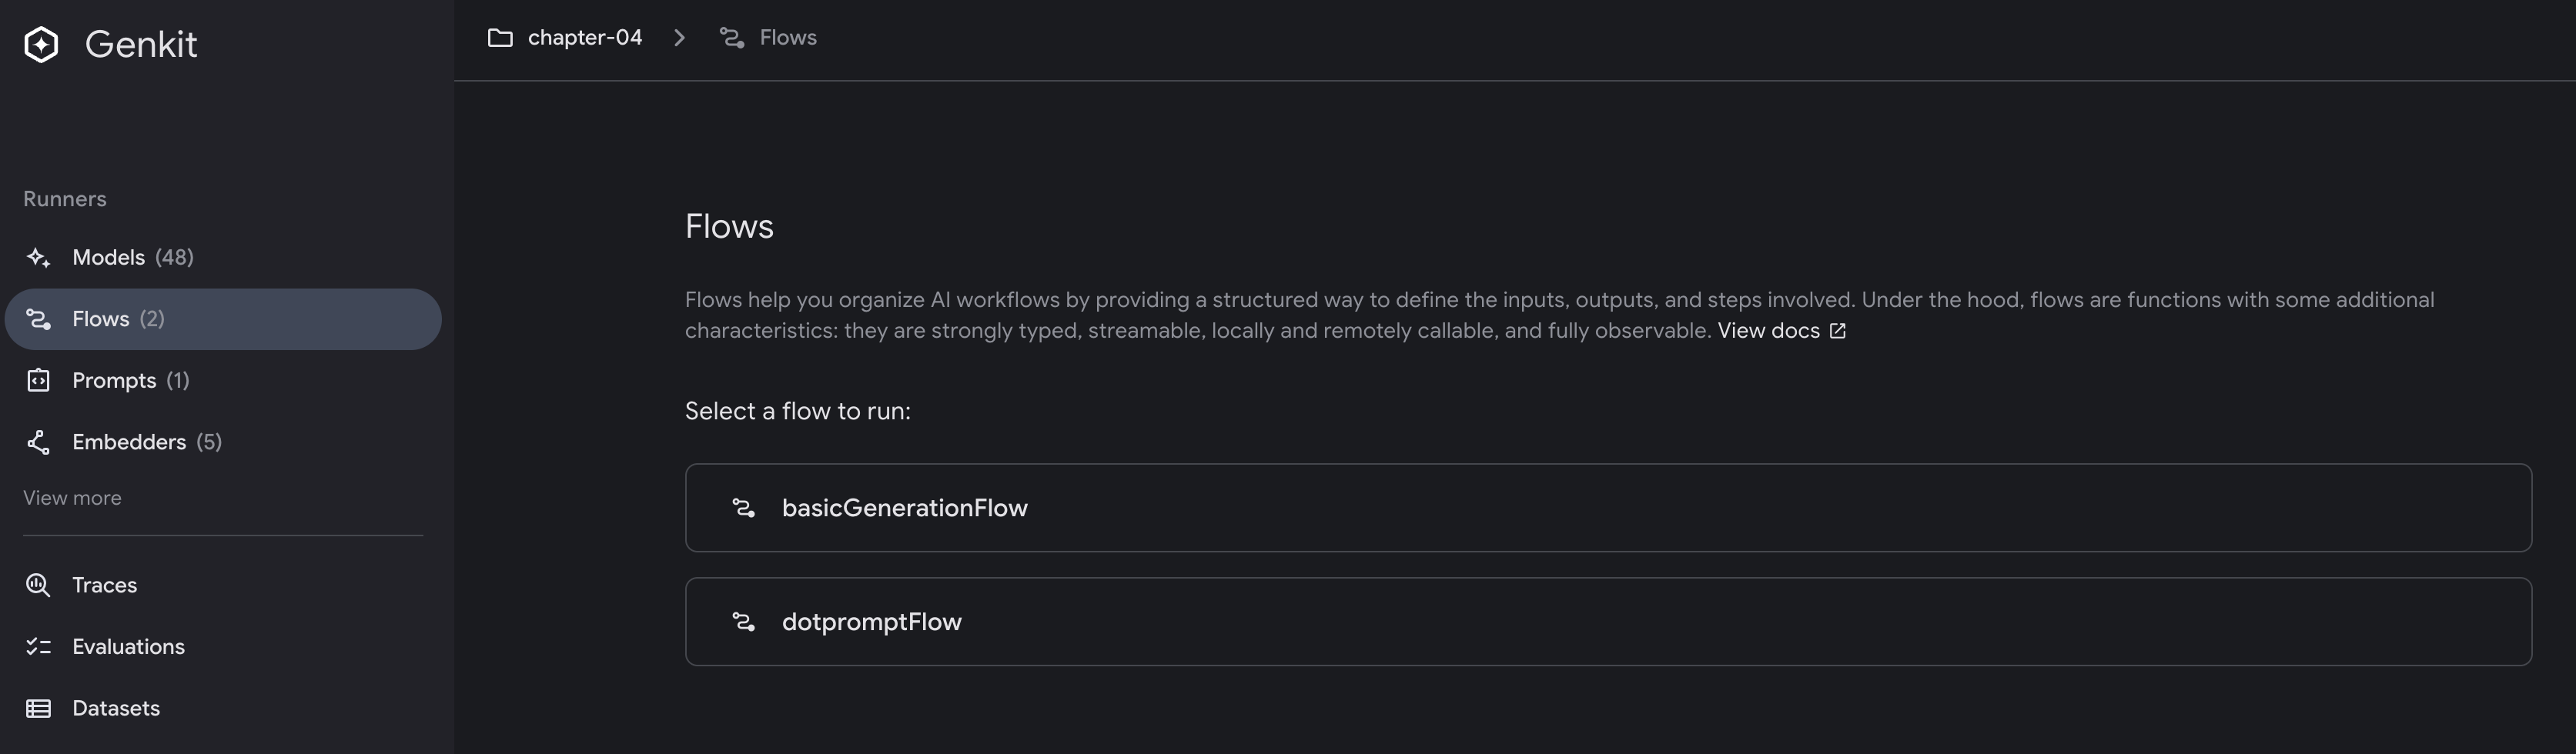 Genkit
Runners
Models (48)
Flows (2)
Prompts (1)
Embedders (5)
View more
Traces
Evaluations
Datasets
chapter-04 > Flows
Flows
Flows help you organize AI workflows by providing a structured way to define the inputs, outputs, and steps involved. Under the hood, flows are functions with some additional
characteristics: they are strongly typed, streamable, locally and remotely callable, and fully observable. View docs
Select a flow to run:
basicGenerationFlow
dotpromptFlow